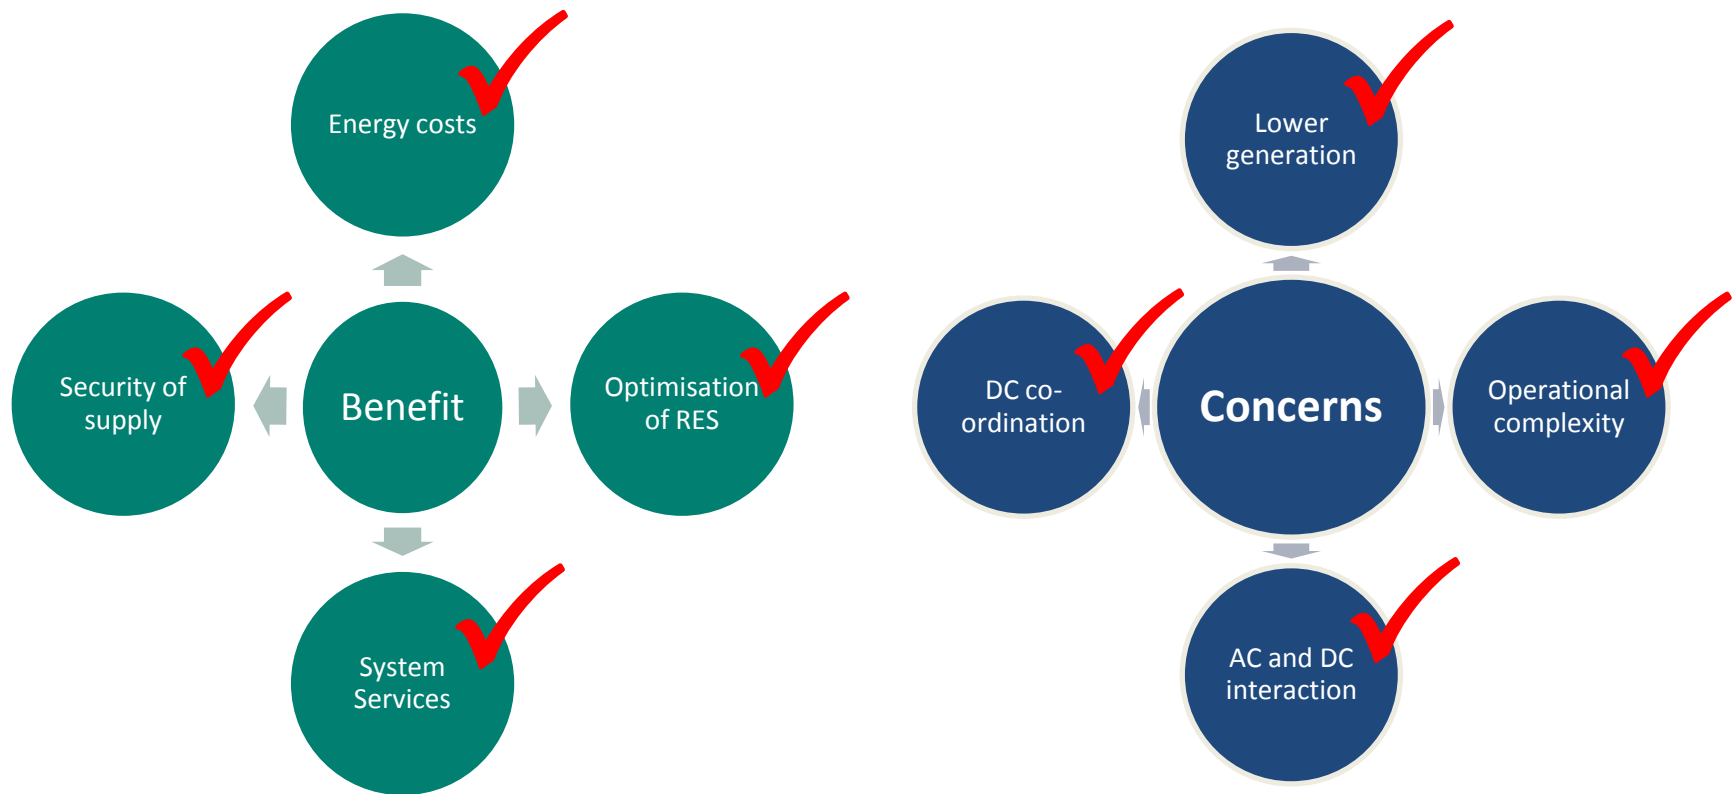 Energy costs
Security of
supply
Benefit
Optimisation
of RES
System
Services
Lower
generation
DC co-
ordination
Concerns
Operational
complexity
AC and DC
interaction